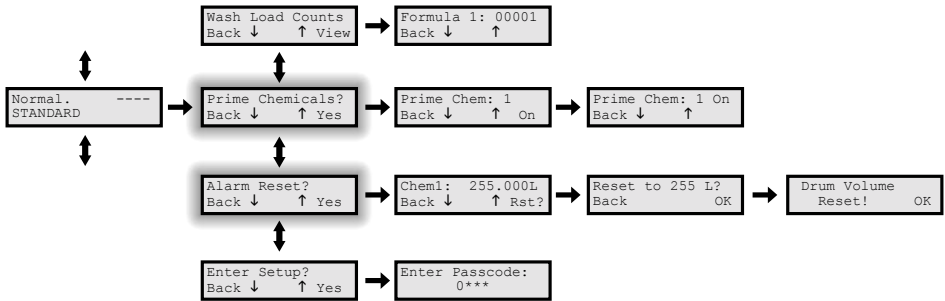 Wash Load Counts
Back ↓ ↑ View
Formula 1: 00001
Back ↓ ↑
Normal. ----
STANDARD
Prime Chemicals?
Back ↓ ↑ Yes
Prime Chem: 1
Back ↓ ↑ On
Prime Chem: 1 On
Back ↓ ↑
Alarm Reset?
Back ↓ ↑ Yes
Chem1: 255.000L
Back ↓ ↑ Rst?
Reset to 255 L?
Back OK
Drum Volume
Reset! OK
Enter Setup?
Back ↓ ↑ Yes
Enter Passcode:
0***